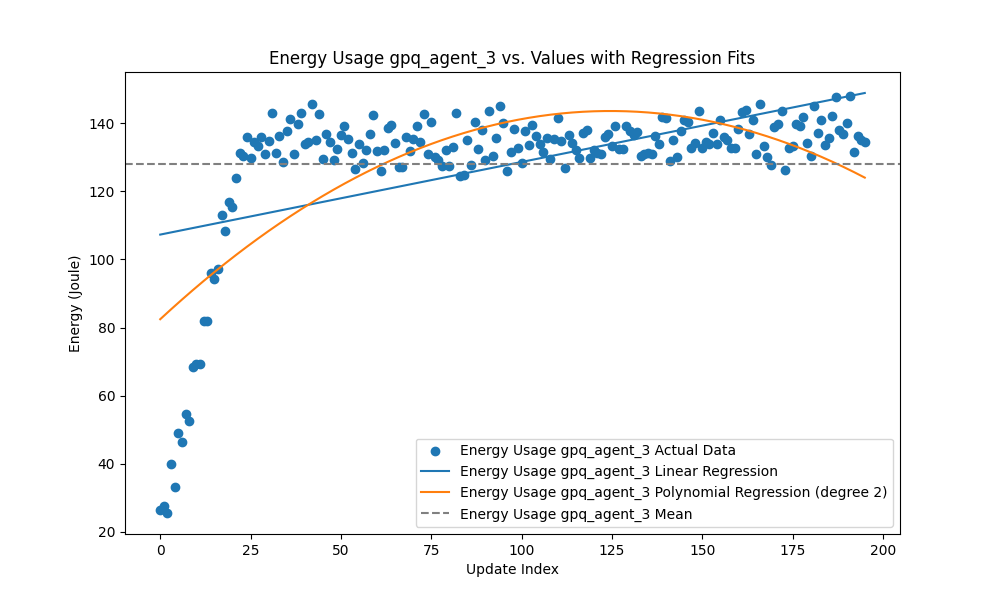 Energy Usage gpq_agent_3 vs. Values with Regression Fits
140
120
100
80
60
40
20
Energy (Joule)
Energy Usage gpq_agent_3 Actual Data
Energy Usage gpq_agent_3 Linear Regression
Energy Usage gpq_agent_3 Polynomial Regression (degree 2)
Energy Usage gpq_agent_3 Mean
0 25 50 75 100 125 150 175 200
Update Index